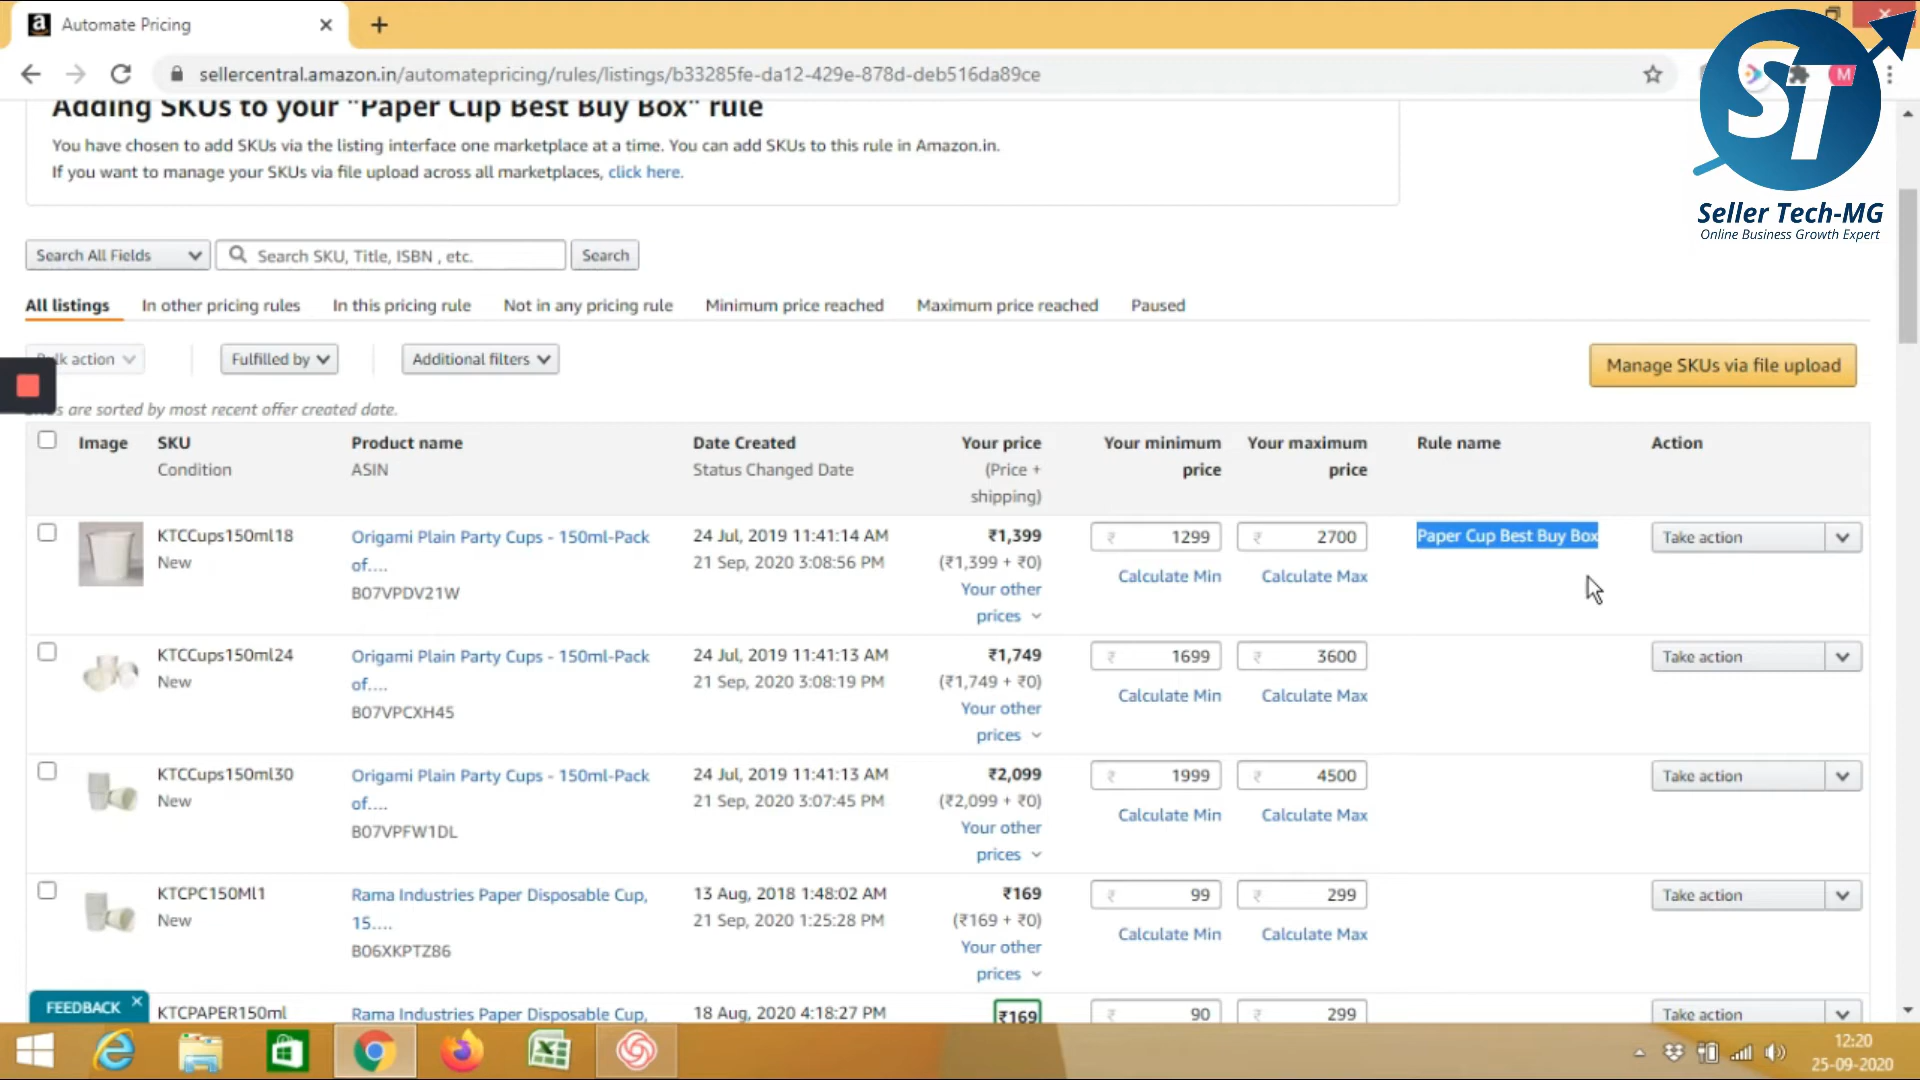 Automate Pricing
sellercentral.amazon.in/automatepricing/rules/listings/b33285fe-da12-429e-878d-deb516da89ce
M
ST
Seller Tech-MG
Online Business Growth Expert
Adding SKUs to your "Paper Cup Best Buy Box" rule
You have chosen to add SKUs via the listing interface one marketplace at a time. You can add SKUs to this rule in Amazon.in.
If you want to manage your SKUs via file upload across all marketplaces, click here.
Search All Fields Search SKU, Title, ISBN , etc. Search
All listings In other pricing rules In this pricing rule Not in any pricing rule Minimum price reached Maximum price reached Paused
action Fulfilled by Additional filters Manage SKUs via file upload
are sorted by most recent offer created date.
Image SKU Product name Date Created Your price Your minimum Your maximum Rule name Action
Condition ASIN Status Changed Date (Price + price price
shipping)
KTCCups150ml18 Origami Plain Party Cups - 150ml-Pack 24 Jul, 2019 11:41:14 AM ₹1,399 ₹ 1299 ₹ 2700 Paper Cup Best Buy Box Take action
New of.... 21 Sep, 2020 3:08:56 PM (₹1,399 + ₹0) Calculate Min Calculate Max
B07VPDV21W Your other
prices
KTCCups150ml24 Origami Plain Party Cups - 150ml-Pack 24 Jul, 2019 11:41:13 AM ₹1,749 ₹ 1699 ₹ 3600 Take action
New of.... 21 Sep, 2020 3:08:19 PM (₹1,749 + ₹0) Calculate Min Calculate Max
B07VPCXH45 Your other
prices
KTCCups150ml30 Origami Plain Party Cups - 150ml-Pack 24 Jul, 2019 11:41:13 AM ₹2,099 ₹ 1999 ₹ 4500 Take action
New of.... 21 Sep, 2020 3:07:45 PM (₹2,099 + ₹0) Calculate Min Calculate Max
B07VPFW1DL Your other
prices
KTCPC150Ml1 Rama Industries Paper Disposable Cup, 13 Aug, 2018 1:48:02 AM ₹169 ₹ 99 ₹ 299 Take action
New 15.... 21 Sep, 2020 1:25:28 PM (₹169 + ₹0) Calculate Min Calculate Max
B06XKPTZ86 Your other
prices
FEEDBACK KTCPAPER150ml Rama Industries Paper Disposable Cup, 18 Aug, 2020 4:18:27 PM ₹169 ₹ 90 ₹ 299 Take action
12:20
25-09-2020